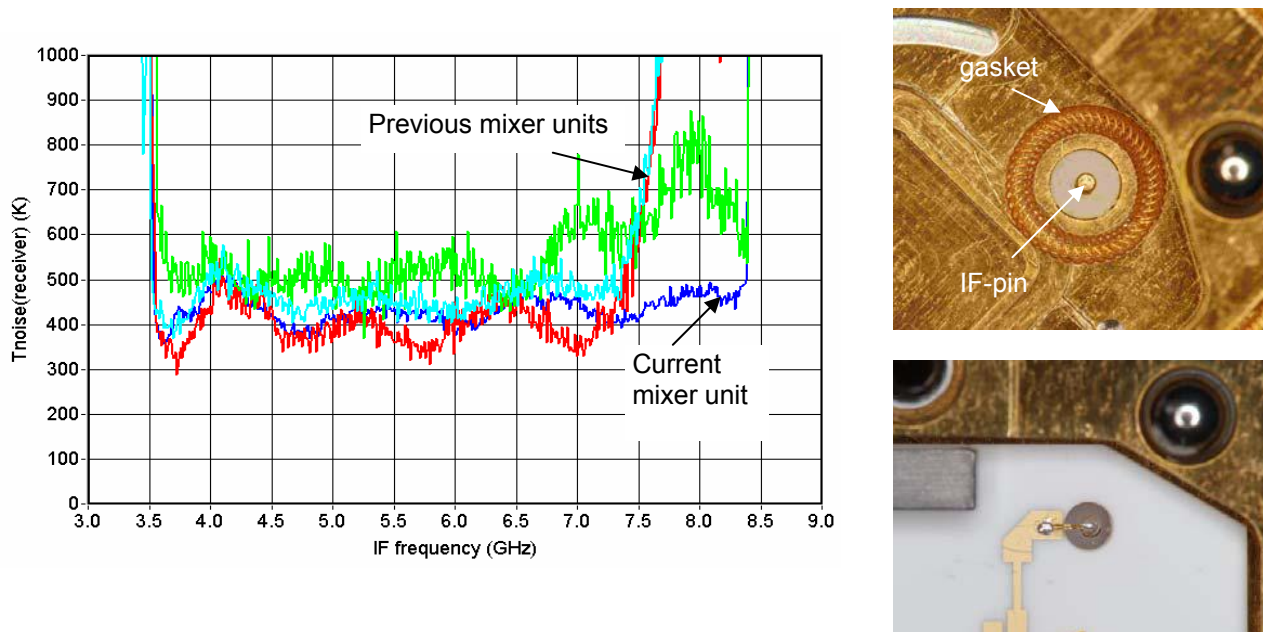 1000
900
800
700
600
500
400
300
200
100
0
Tnoise(receiver) (K)
Previous mixer units
Current
mixer unit
3.0 3.5 4.0 4.5 5.0 5.5 6.0 6.5 7.0 7.5 8.0 8.5 9.0
IF frequency (GHz)
gasket
IF-pin